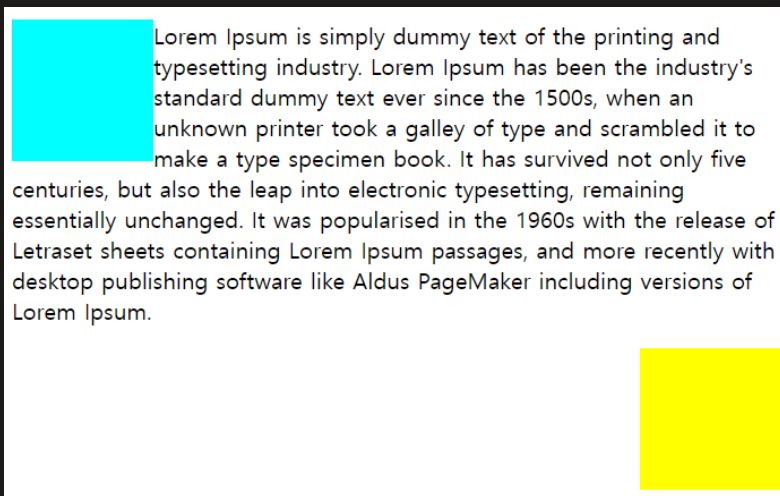 Lorem Ipsum is simply dummy text of the printing and
typesetting industry. Lorem Ipsum has been the industry's
standard dummy text ever since the 1500s, when an
unknown printer took a galley of type and scrambled it to
make a type specimen book. It has survived not only five
centuries, but also the leap into electronic typesetting, remaining
essentially unchanged. It was popularised in the 1960s with the release of
Letraset sheets containing Lorem Ipsum passages, and more recently with
desktop publishing software like Aldus PageMaker including versions of
Lorem Ipsum.